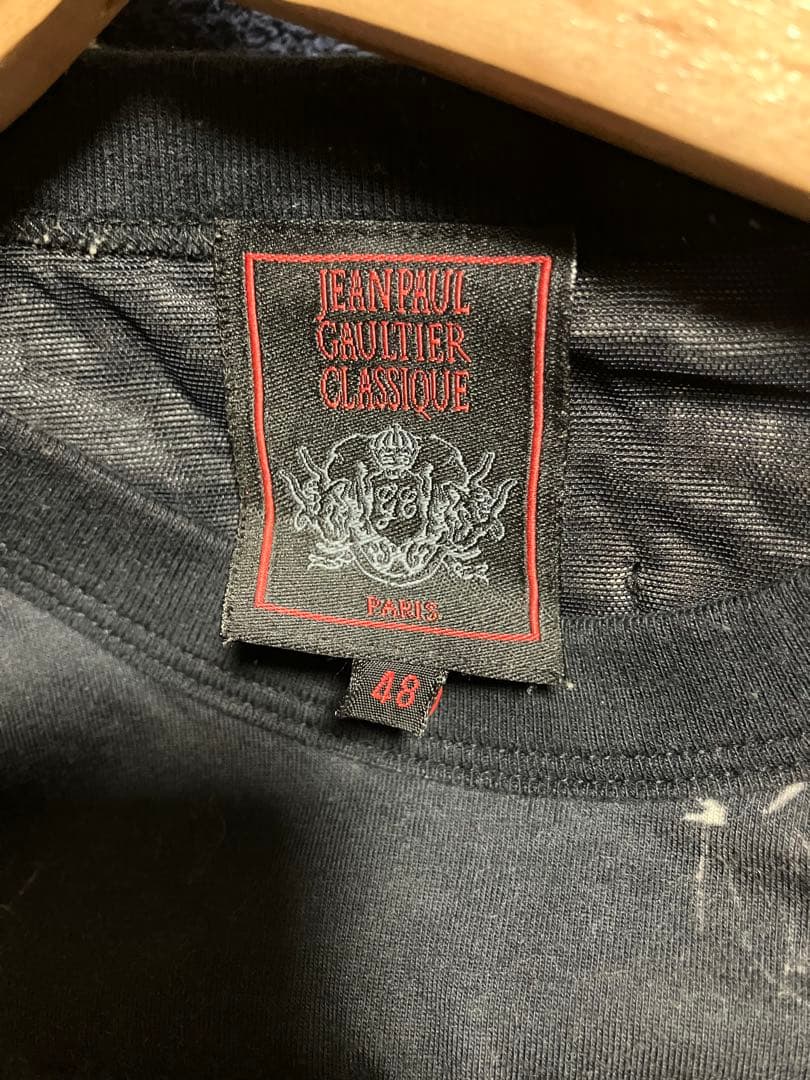 JEAN PAUL
GAULTIER
CLASSIQUE
PARIS
48